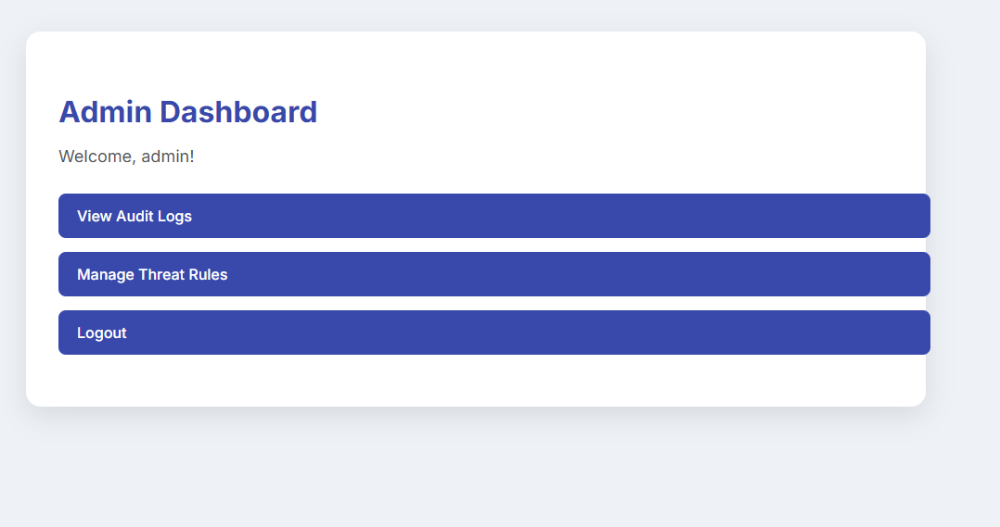 Admin Dashboard
Welcome, admin!
View Audit Logs
Manage Threat Rules
Logout